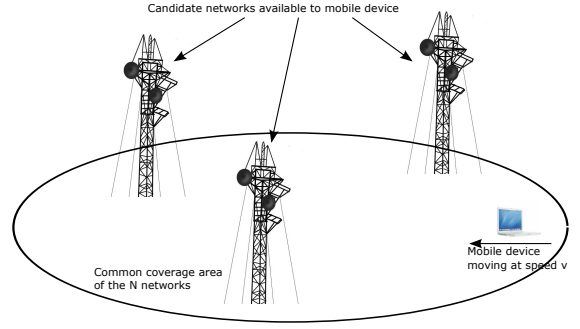 Candidate networks available to mobile device
Mobile device
moving at speed v
Common coverage area
of the N networks